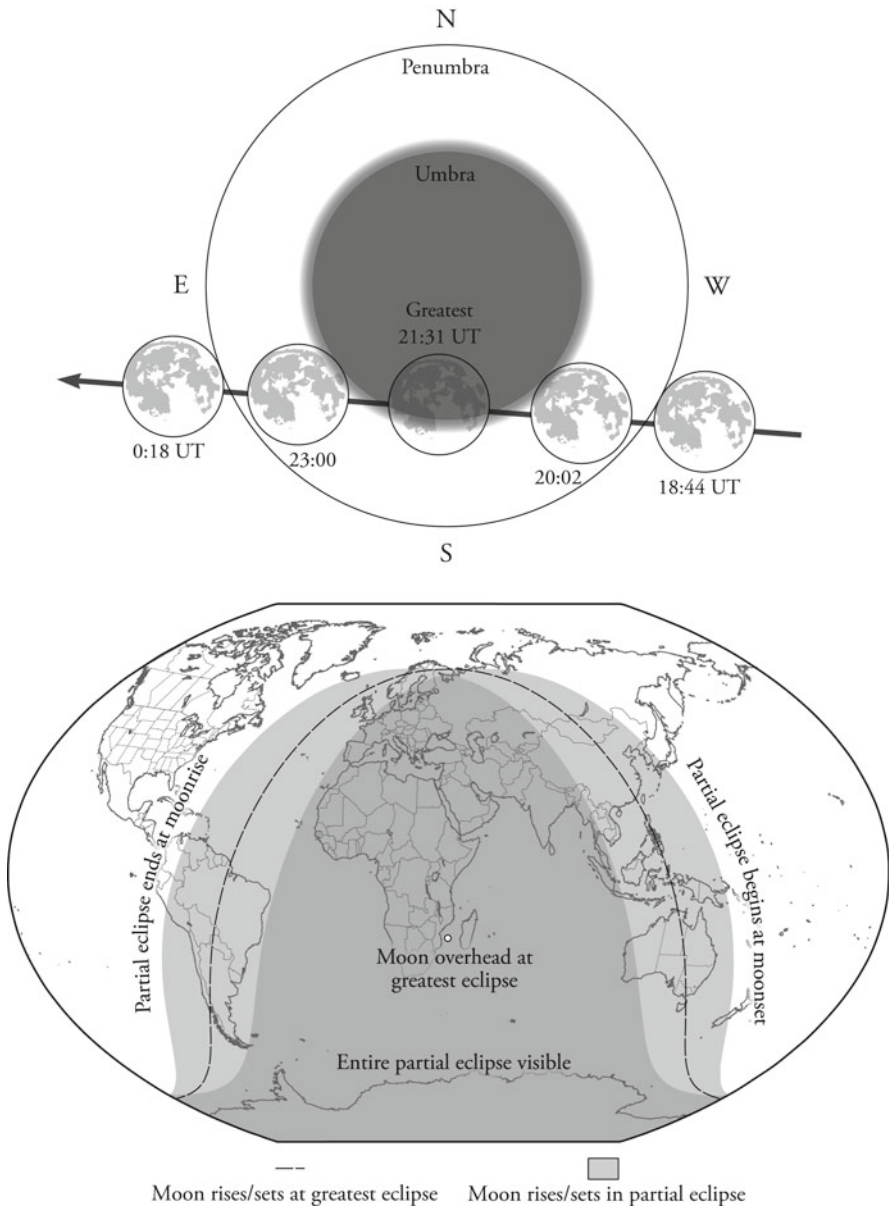 N
Penumbra
Umbra
E
W
Greatest
21:31 UT
0:18 UT
23:00
20:02
18:44 UT
S
Partial eclipse ends at moonrise
Partial eclipse begins at moonset
Moon overhead at
greatest eclipse
Entire partial eclipse visible
Moon rises/sets at greatest eclipse
Moon rises/sets in partial eclipse